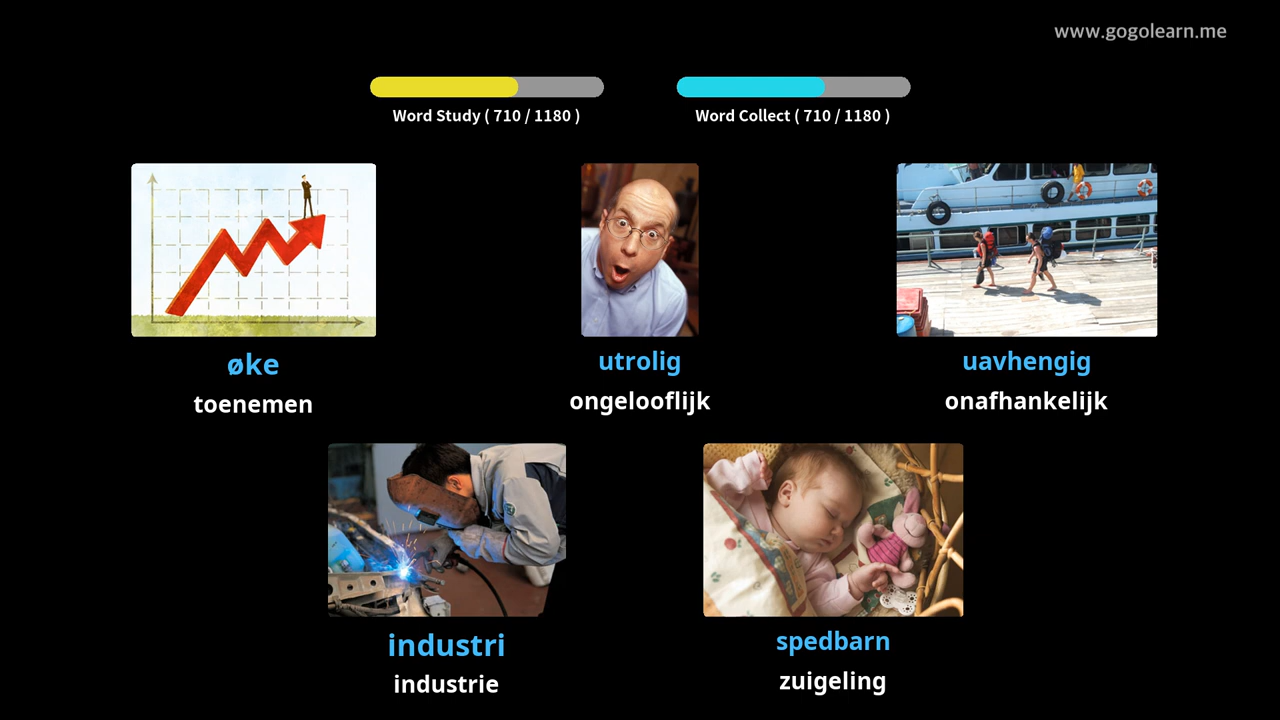 www.gogolearn.me
Word Study ( 710 / 1180 )
Word Collect ( 710 / 1180 )
øke
toenemen
utrolig
ongelooflijk
uavhengig
onafhankelijk
industri
industrie
spedbarn
zuigeling